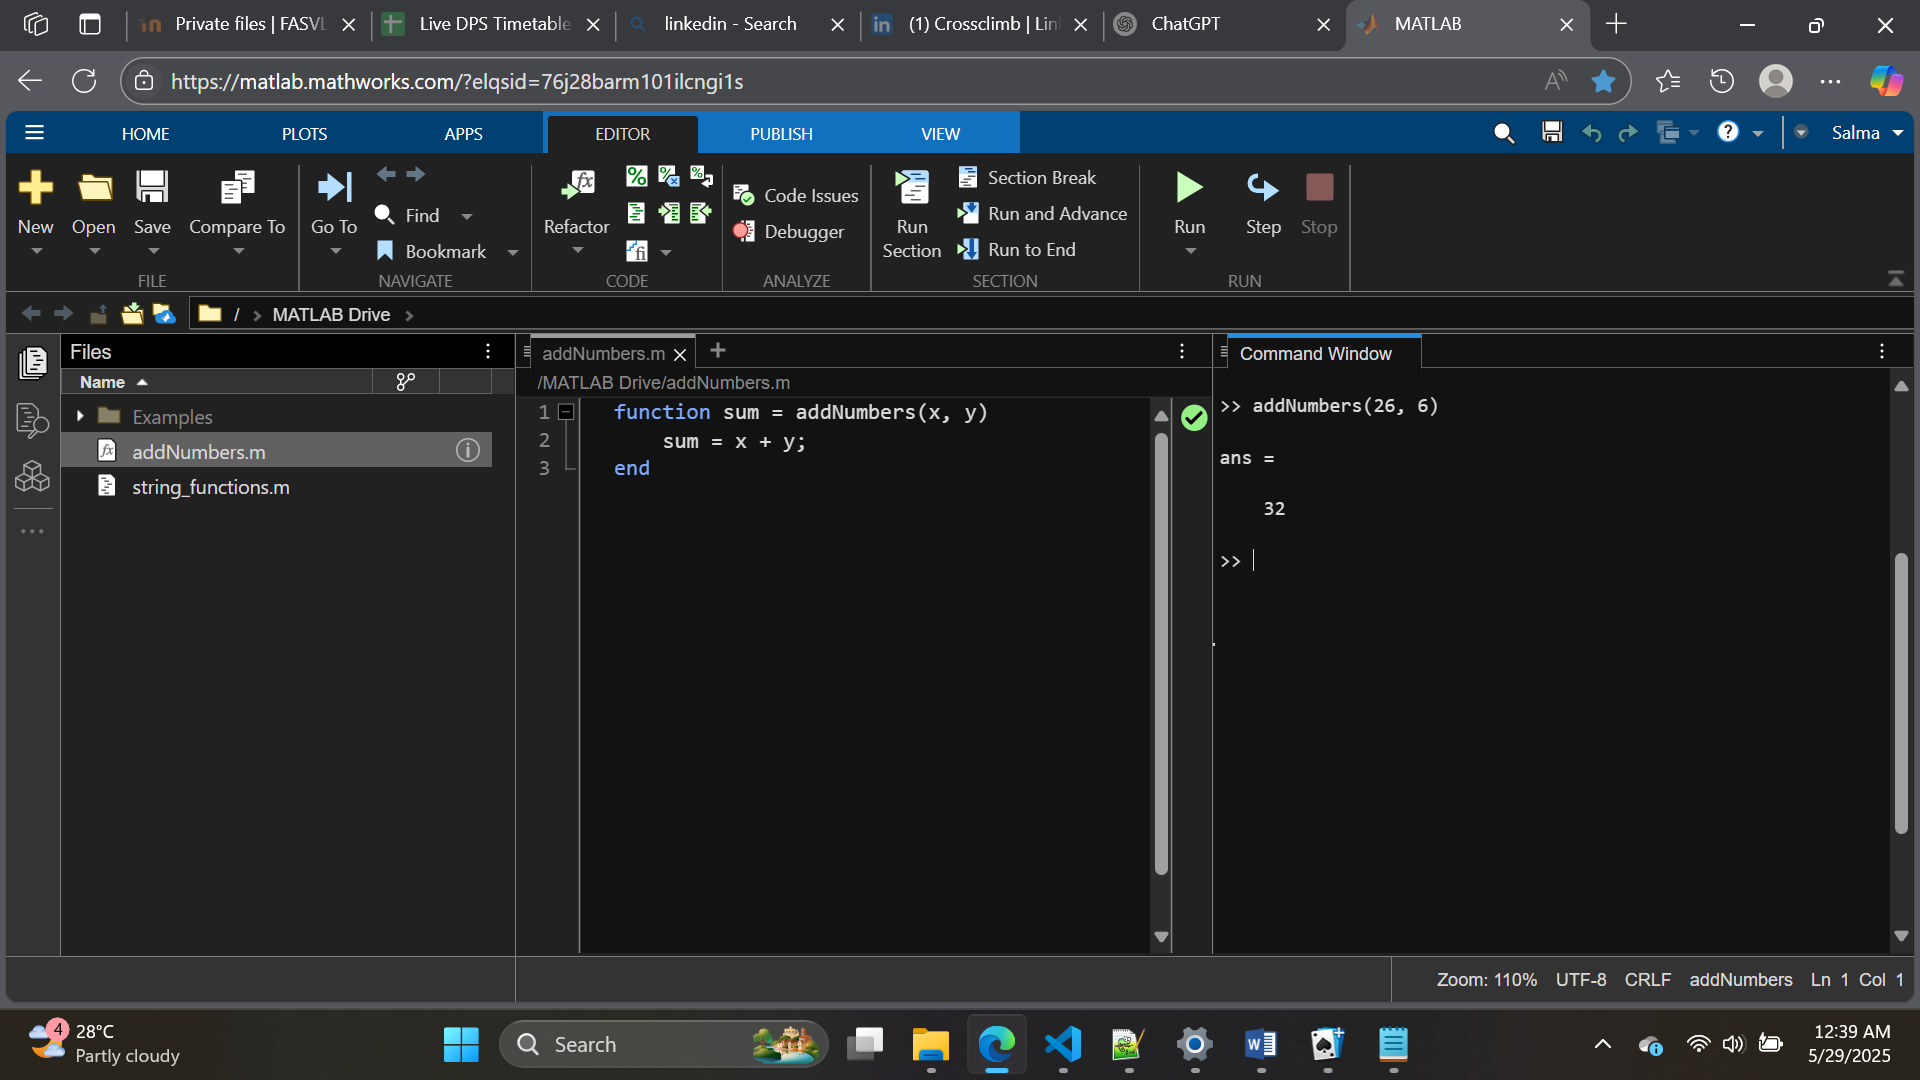 Private files | FASVL
Live DPS Timetable
linkedin - Search
(1) Crossclimb | Lin
ChatGPT
MATLAB
https://matlab.mathworks.com/?elqsid=76j28barm101ilcngi1s
HOME PLOTS APPS EDITOR PUBLISH VIEW
Salma
New
Open
Save
Compare To
FILE
Go To
Find
Bookmark
NAVIGATE
Refactor
CODE
Code Issues
Debugger
ANALYZE
Run Section
Section Break
Run and Advance
Run to End
SECTION
Run
Step
Stop
RUN
/ > MATLAB Drive >
Files
Name
Examples
addNumbers.m
string_functions.m
addNumbers.m
/MATLAB Drive/addNumbers.m
1 function sum = addNumbers(x, y)
2 sum = x + y;
3 end
Command Window
>> addNumbers(26, 6)
ans =
32
>>
Zoom: 110% UTF-8 CRLF addNumbers Ln 1 Col 1
4
28°C
Partly cloudy
Search
12:39 AM
5/29/2025